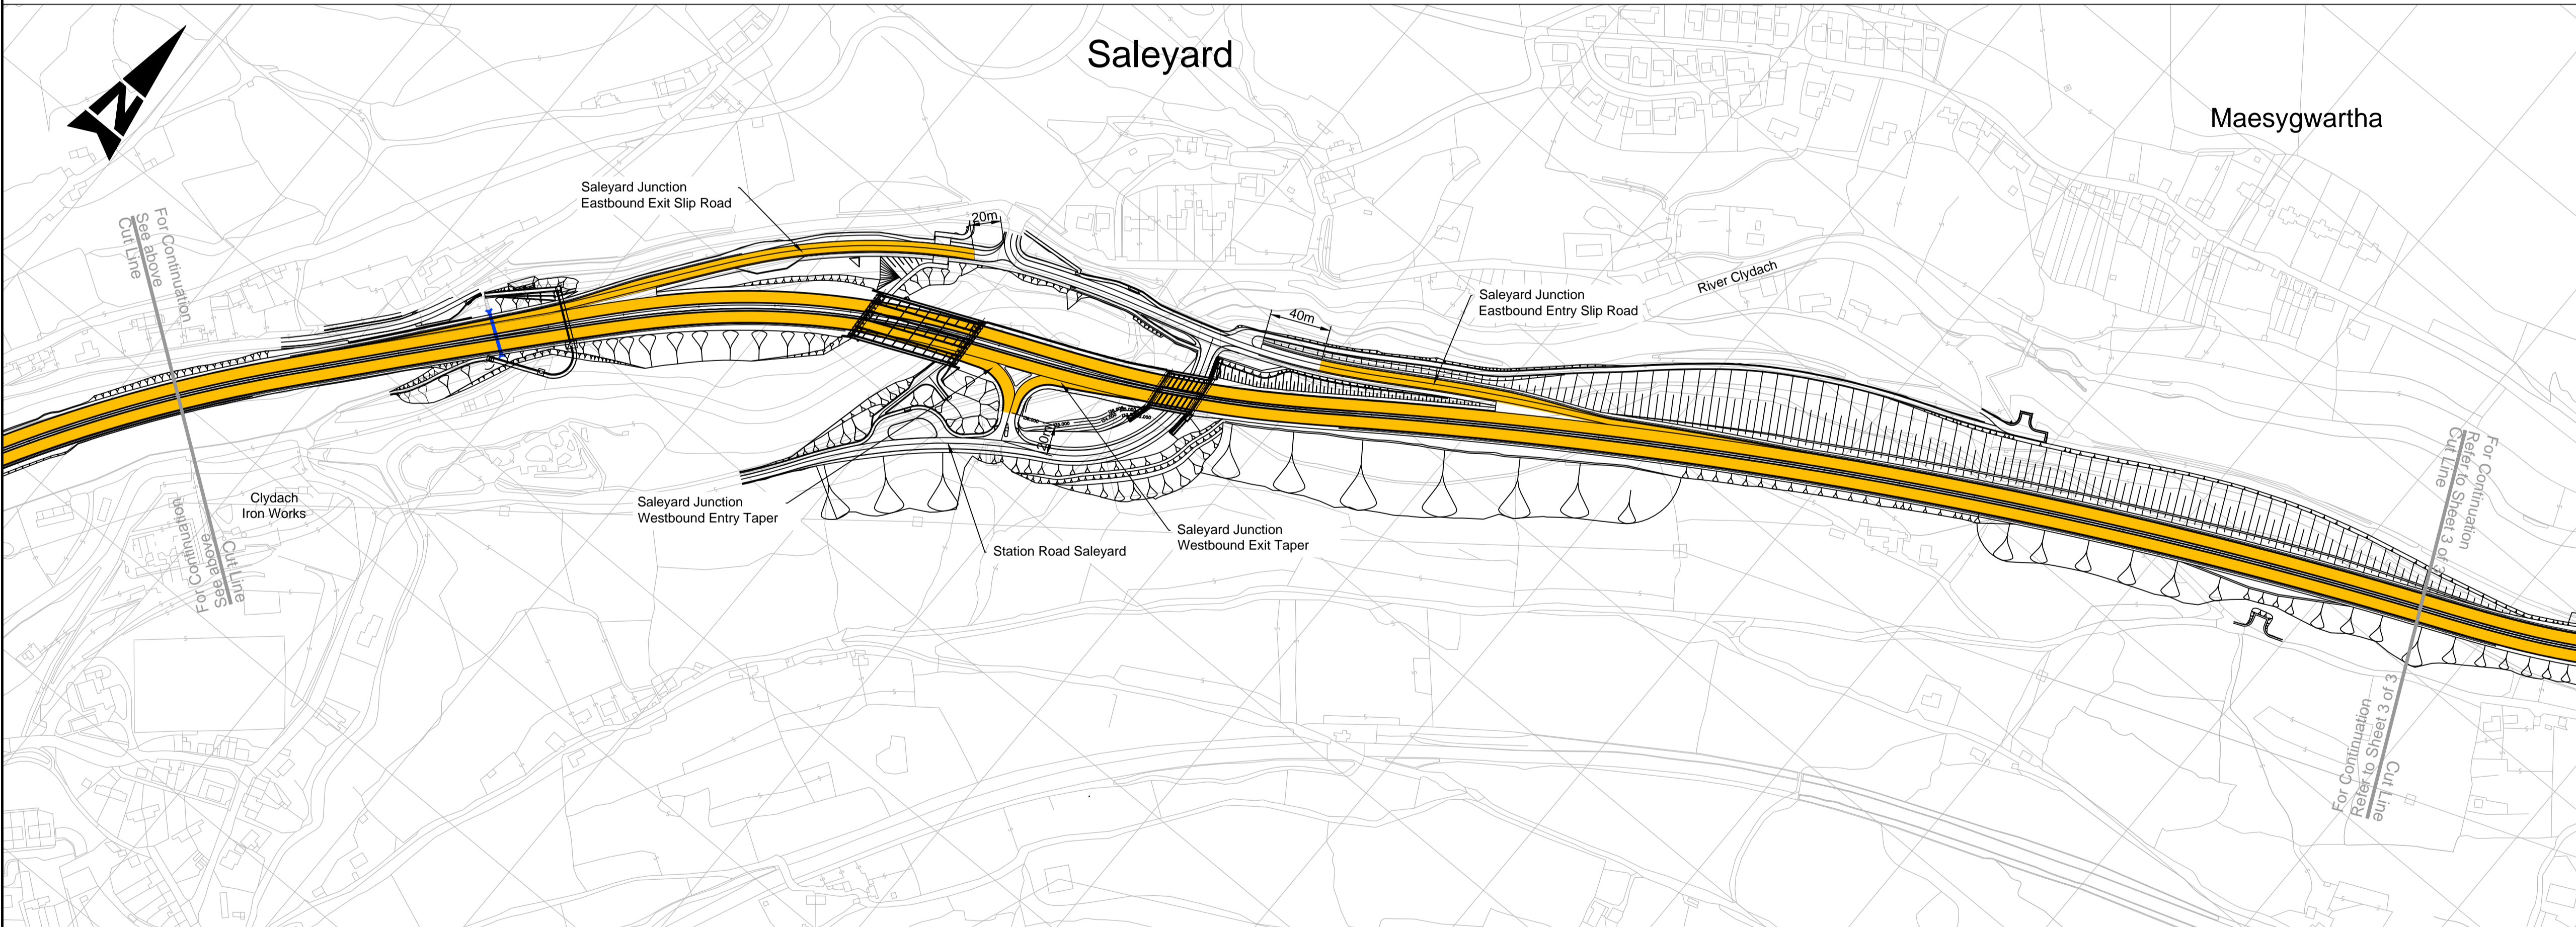 Saleyard
Maesygwartha
N
Saleyard Junction
Eastbound Exit Slip Road
20m
For Continuation
See above
Cut Line
River Clydach
Saleyard Junction
Eastbound Entry Slip Road
40m
For Continuation
Refer to Sheet 3 of 3
Cut Line
20m
Clydach
Iron Works
Saleyard Junction
Westbound Entry Taper
Station Road Saleyard
Saleyard Junction
Westbound Exit Taper
Cut Line
See above
For Continuation
For Continuation
Refer to Sheet 3 of 3
Cut Line